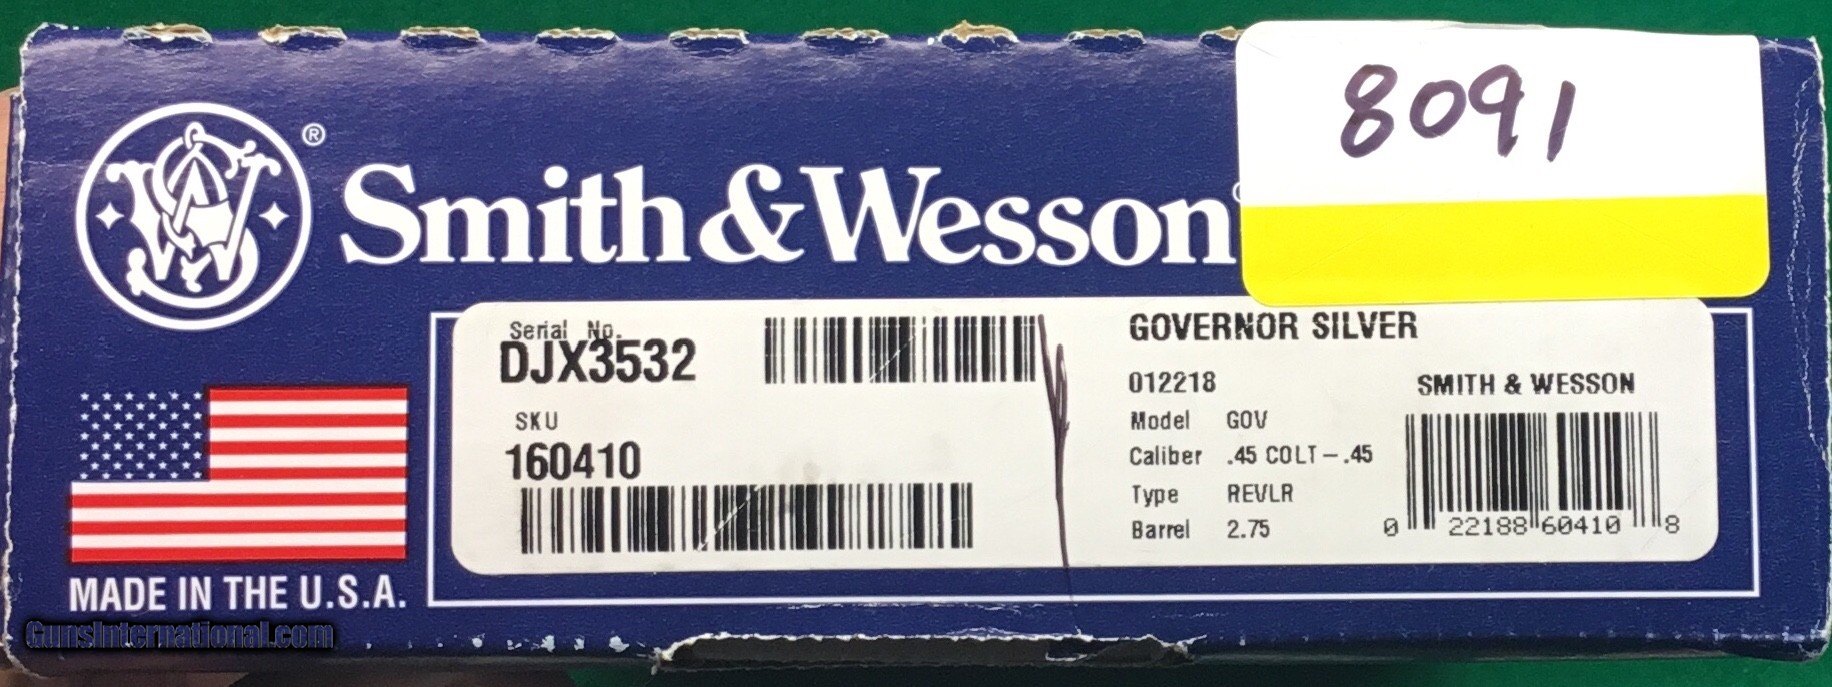 8091
®
Smith & Wesson
Serial No.
DJX3532
SKU
160410
GOVERNOR SILVER
012218
SMITH & WESSON
Model GOV
Caliber .45 COLT-.45
Type REVLR
Barrel 2.75
0 22188 60410 8
MADE IN THE U.S.A.
GunsInternational.com